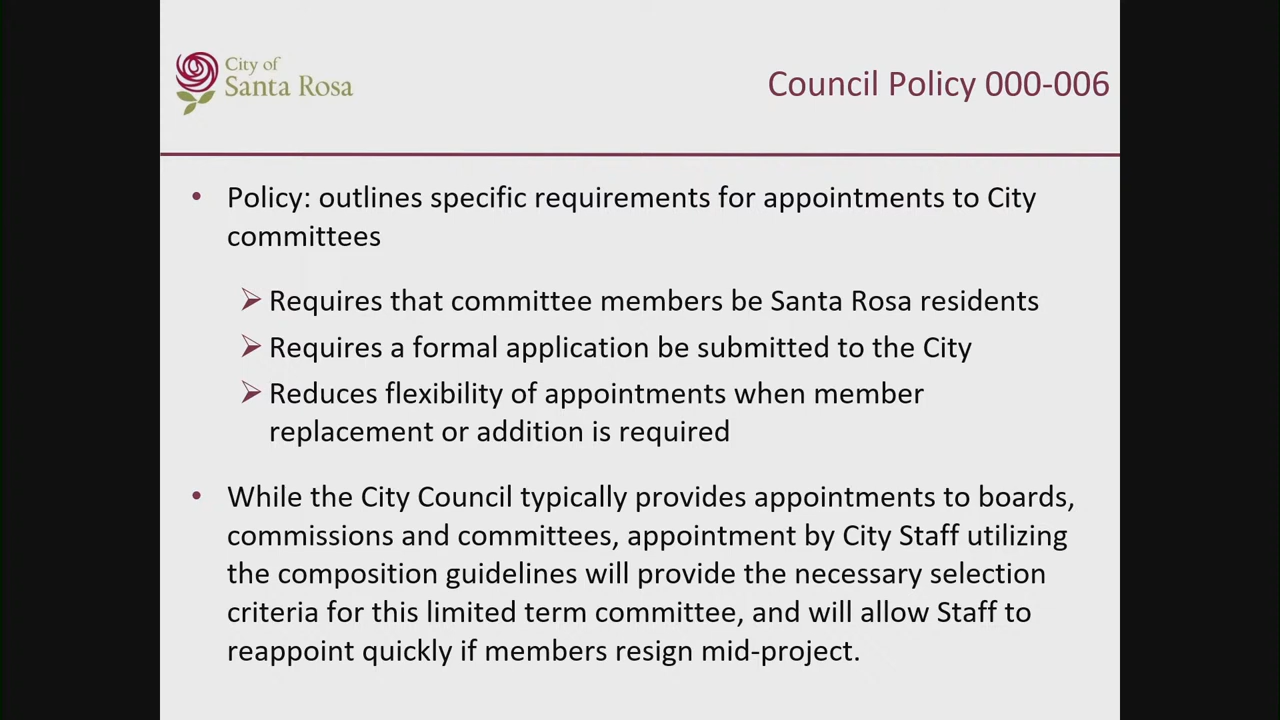 City of
Santa Rosa
Council Policy 000-006
• Policy: outlines specific requirements for appointments to City
committees
➢ Requires that committee members be Santa Rosa residents
➢ Requires a formal application be submitted to the City
➢ Reduces flexibility of appointments when member
replacement or addition is required
• While the City Council typically provides appointments to boards,
commissions and committees, appointment by City Staff utilizing
the composition guidelines will provide the necessary selection
criteria for this limited term committee, and will allow Staff to
reappoint quickly if members resign mid-project.